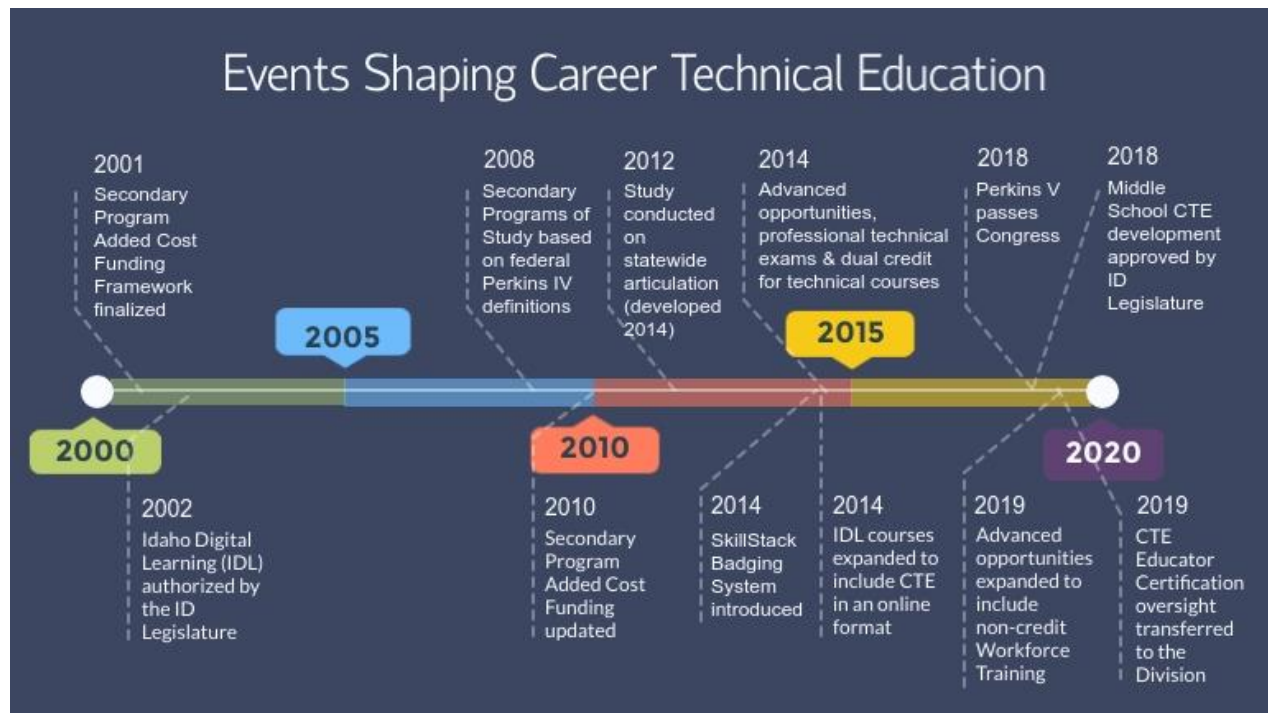 Events Shaping Career Technical Education
2001
Secondary
Program
Added Cost
Funding
Framework
finalized
2008
Secondary
Programs of
Study based
on federal
Perkins IV
definitions
2012
Study
conducted
on
statewide
articulation
(developed
2014)
2014
Advanced
opportunities,
professional technical
exams & dual credit
for technical courses
2018
Perkins V
passes
Congress
2018
Middle
School CTE
development
approved by
ID
Legislature
2005
2015
2000
2010
2020
2002
Idaho Digital
Learning (IDL)
authorized by
the ID
Legislature
2010
Secondary
Program
Added Cost
Funding
updated
2014
SkillStack
Badging
System
introduced
2014
IDL courses
expanded to
include CTE
in an online
format
2019
Advanced
opportunities
expanded to
include
non-credit
Workforce
Training
2019
CTE
Educator
Certification
oversight
transferred
to the
Division